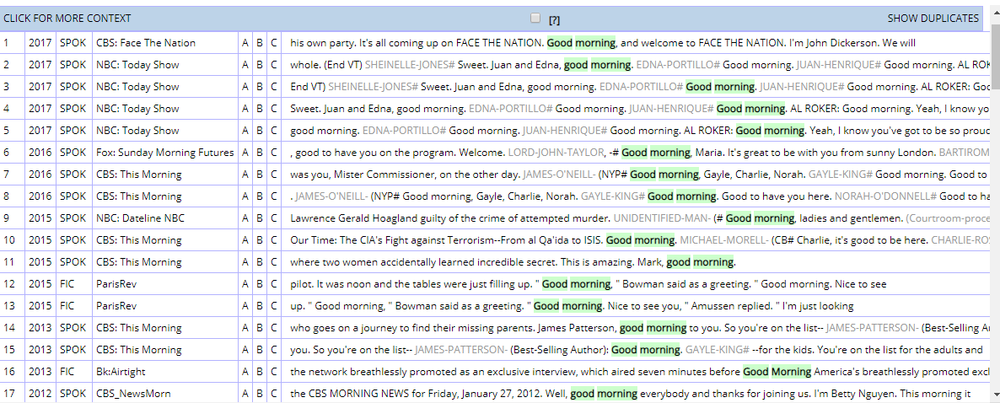 CLICK FOR MORE CONTEXT [?] SHOW DUPLICATES
1 2017 SPOK CBS: Face The Nation A B C his own party. It's all coming up on FACE THE NATION. Good morning, and welcome to FACE THE NATION. I'm John Dickerson. We will
2 2017 SPOK NBC: Today Show A B C whole. (End VT) SHEINELLE-JONES# Sweet. Juan and Edna, good morning. EDNA-PORTILLO# Good morning. JUAN-HENRIQUE# Good morning. AL ROK
3 2017 SPOK NBC: Today Show A B C End VT) SHEINELLE-JONES# Sweet. Juan and Edna, good morning. EDNA-PORTILLO# Good morning. JUAN-HENRIQUE# Good morning. AL ROKER: Goo
4 2017 SPOK NBC: Today Show A B C Sweet. Juan and Edna, good morning. EDNA-PORTILLO# Good morning. JUAN-HENRIQUE# Good morning. AL ROKER: Good morning. Yeah, I know yo
5 2017 SPOK NBC: Today Show A B C good morning. EDNA-PORTILLO# Good morning. JUAN-HENRIQUE# Good morning. AL ROKER: Good morning. Yeah, I know you've got to be so proud
6 2016 SPOK Fox: Sunday Morning Futures A B C , good to have you on the program. Welcome. LORD-JOHN-TAYLOR, -# Good morning, Maria. It's great to be with you from sunny London. BARTIROM
7 2016 SPOK CBS: This Morning A B C was you, Mister Commissioner, on the other day. JAMES-O'NEILL- (NYP# Good morning, Gayle, Charlie, Norah. GAYLE-KING# Good morning. Good to
8 2016 SPOK CBS: This Morning A B C . JAMES-O'NEILL- (NYP# Good morning, Gayle, Charlie, Norah. GAYLE-KING# Good morning. Good to have you here. NORAH-O'DONNELL# Good to ha
9 2015 SPOK NBC: Dateline NBC A B C Lawrence Gerald Hoagland guilty of the crime of attempted murder. UNIDENTIFIED-MAN- (# Good morning, ladies and gentlemen. (Courtroom-proce
10 2015 SPOK CBS: This Morning A B C Our Time: The CIA's Fight against Terrorism--From al Qa'ida to ISIS. Good morning. MICHAEL-MORELL- (CB# Charlie, it's good to be here. CHARLIE-ROS
11 2015 SPOK CBS: This Morning A B C where two women accidentally learned incredible secret. This is amazing. Mark, good morning.
12 2015 FIC ParisRev A B C pilot. It was noon and the tables were just filling up. " Good morning, " Bowman said as a greeting. " Good morning. Nice to see
13 2015 FIC ParisRev A B C up. " Good morning, " Bowman said as a greeting. " Good morning. Nice to see you, " Amussen replied. " I'm just looking
14 2013 SPOK CBS: This Morning A B C who goes on a journey to find their missing parents. James Patterson, good morning to you. So you're on the list-- JAMES-PATTERSON- (Best-Selling Au
15 2013 SPOK CBS: This Morning A B C you. So you're on the list-- JAMES-PATTERSON- (Best-Selling Author): Good morning. GAYLE-KING# --for the kids. You're on the list for the adults and
16 2013 FIC Bk:Airtight A B C the network breathlessly promoted as an exclusive interview, which aired seven minutes before Good Morning America's breathlessly promoted excl
17 2012 SPOK CBS_NewsMorn A B C the CBS MORNING NEWS for Friday, January 27, 2012. Well, good morning everybody and thanks for joining us. I'm Betty Nguyen. This morning it